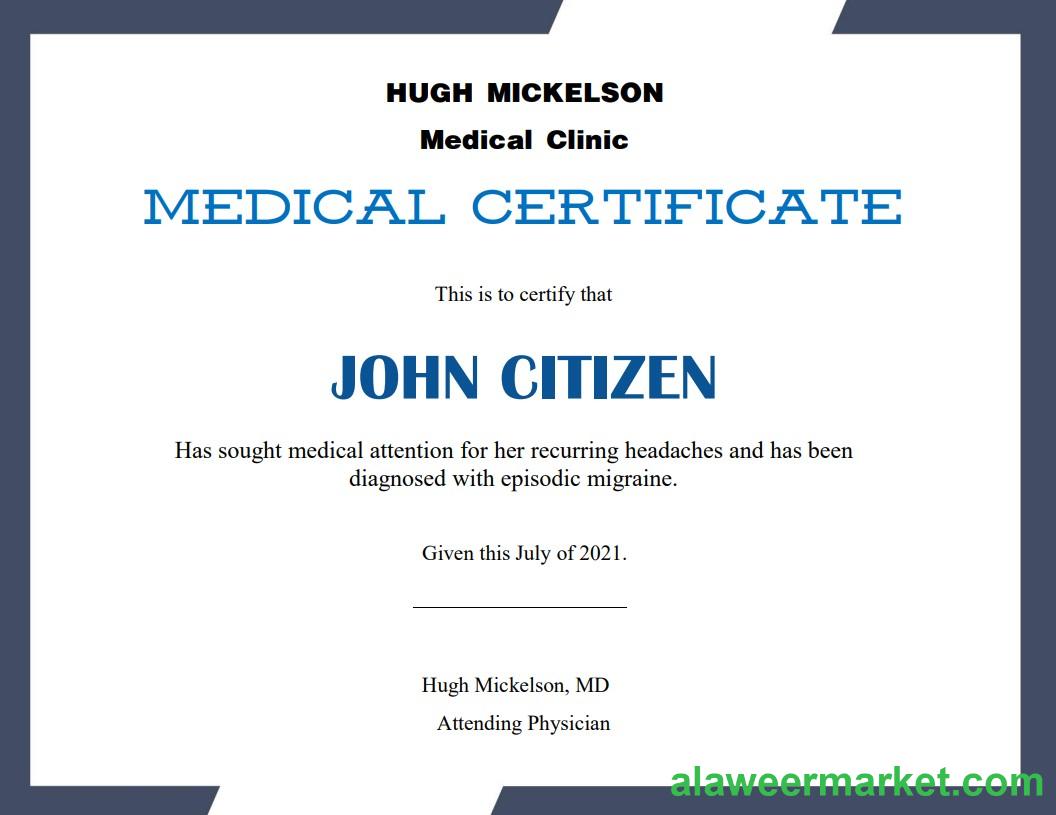 HUGH MICKELSON
Medical Clinic
MEDICAL CERTIFICATE
This is to certify that
JOHN CITIZEN
Has sought medical attention for her recurring headaches and has been
diagnosed with episodic migraine.
Given this July of 2021.
Hugh Mickelson, MD
Attending Physician
alaweermarket.com